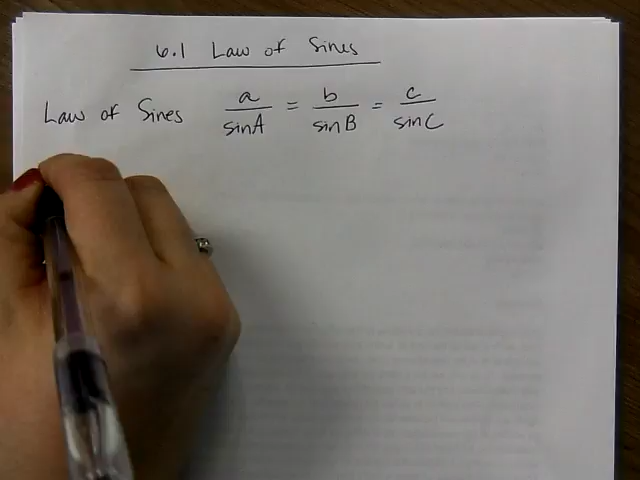 6.1 Law of Sines
Law of Sines a/sinA = b/sinB = c/sinC